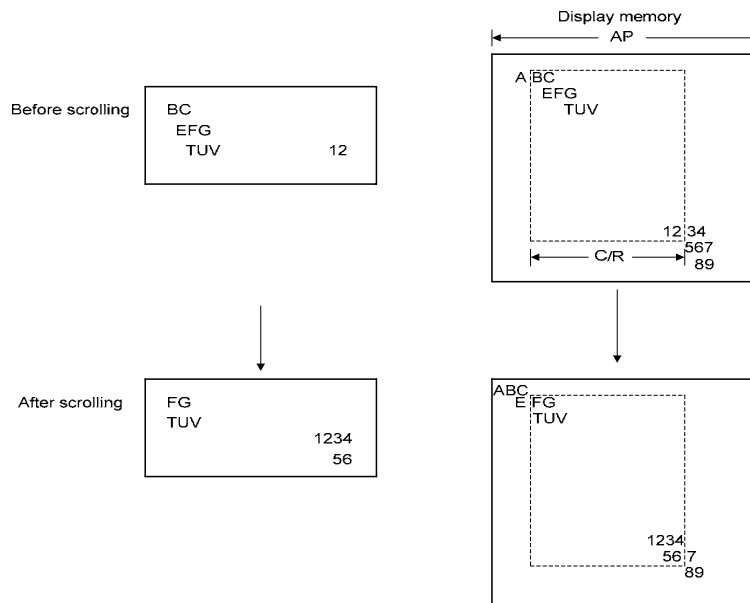 Display memory
AP
Before scrolling
BC
EFG
TUV 12
A BC
EFG
TUV
12 34
567
89
C/R
After scrolling
FG
TUV
1234
56
ABC
E FG
TUV
1234
56 7
89